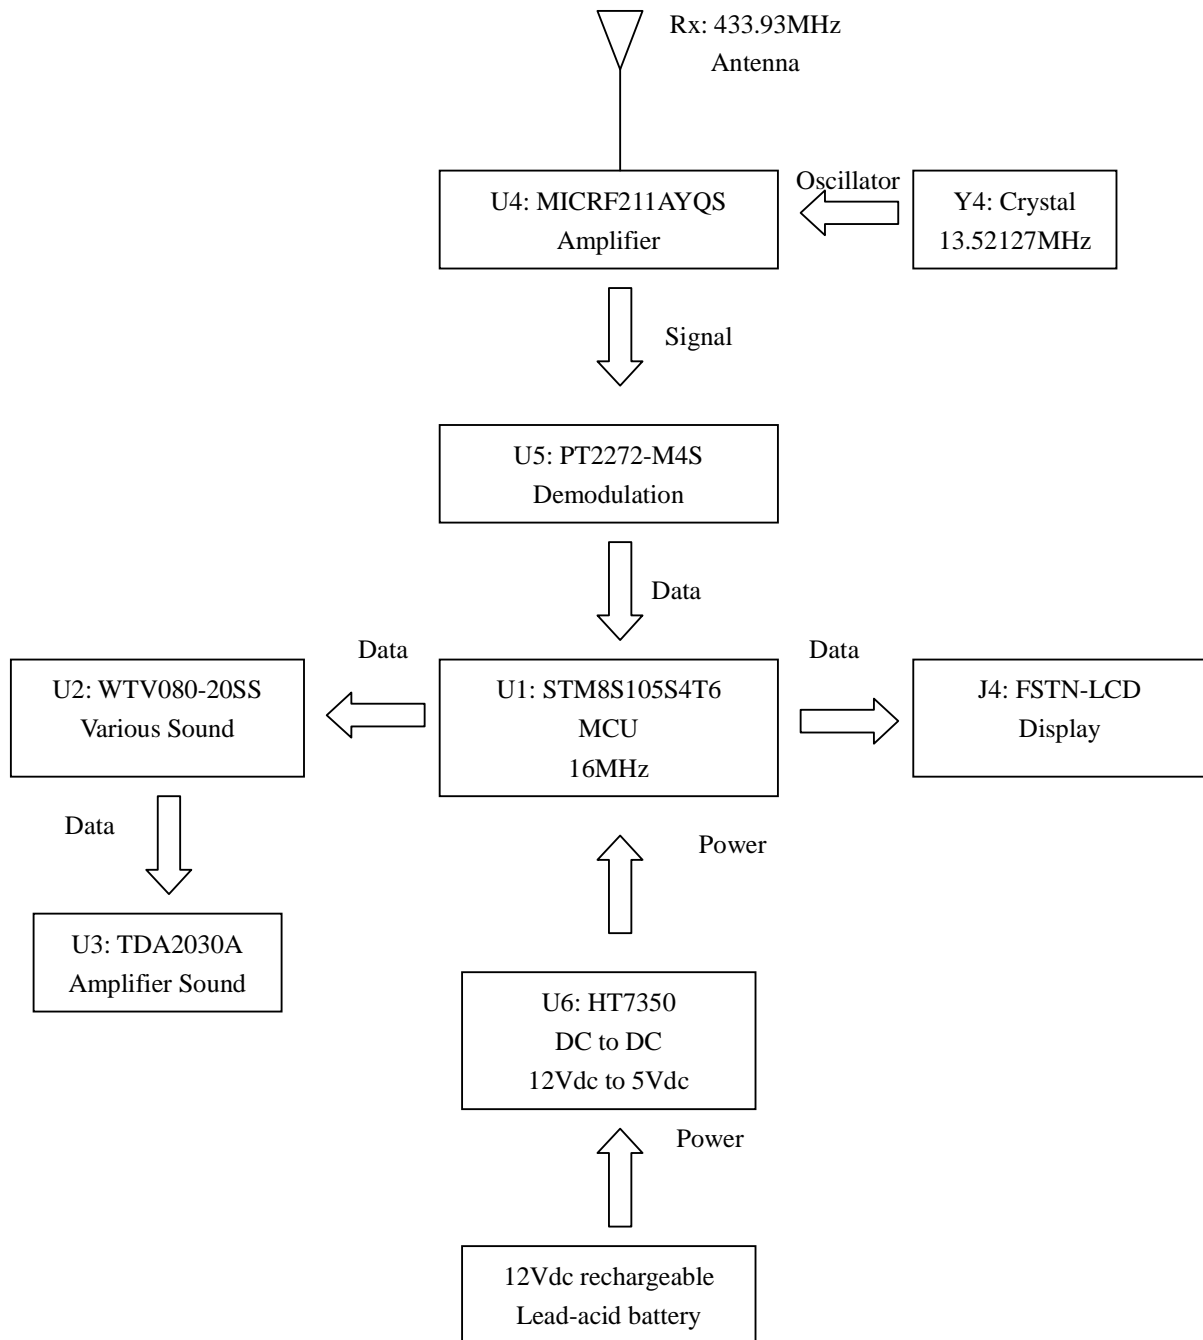 Rx: 433.93MHz
Antenna
U4: MICRF211AYQS
Amplifier
Oscillator
Y4: Crystal
13.52127MHz
Signal
U5: PT2272-M4S
Demodulation
Data
Data
Data
U2: WTV080-20SS
Various Sound
U1: STM8S105S4T6
MCU
16MHz
J4: FSTN-LCD
Display
Data
Power
U3: TDA2030A
Amplifier Sound
U6: HT7350
DC to DC
12Vdc to 5Vdc
Power
12Vdc rechargeable
Lead-acid battery